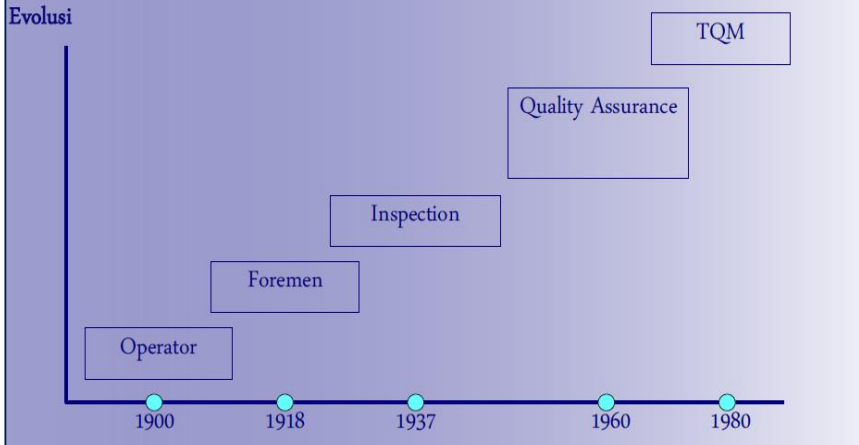 Evolusi
TQM
Quality Assurance
Inspection
Foremen
Operator
1900 1918 1937 1960 1980